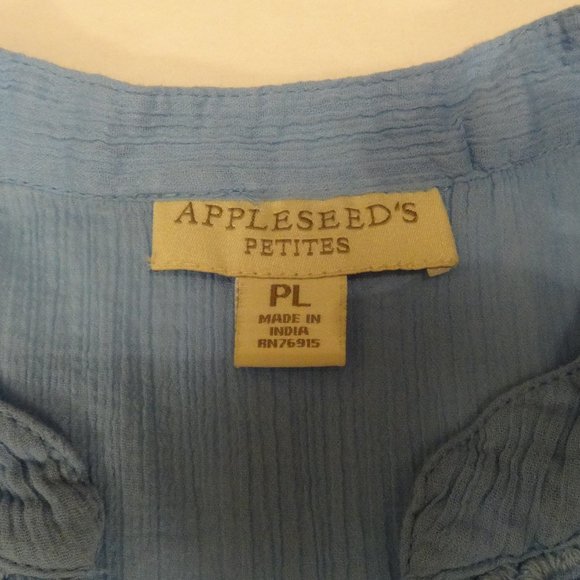 APPLESEED'S
PETITES
PL
MADE IN
INDIA
RN76915